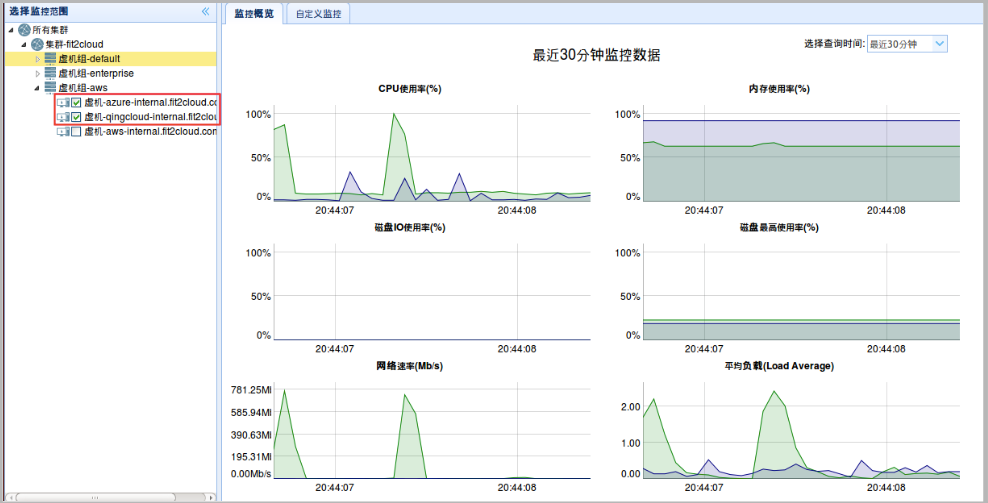 选择监控范围
所有集群
集群-fit2cloud
虚机组-default
虚机组-enterprise
虚机组-aws
虚机-azure-internal.fit2cloud.co
虚机-qingcloud-internal.fit2clou
虚机-aws-internal.fit2cloud.con
监控概览 自定义监控
选择查询时间: 最近30分钟
最近30分钟监控数据
CPU使用率(%)
100%
50%
0%
20:44:07 20:44:08
内存使用率(%)
100%
50%
0%
20:44:07 20:44:08
磁盘IO使用率(%)
100%
50%
0%
20:44:07 20:44:08
磁盘最高使用率(%)
100%
50%
0%
20:44:07 20:44:08
网络速率(Mb/s)
781.25Ml
585.94Ml
390.63Ml
195.31Ml
0.00Mb/s
20:44:07 20:44:08
平均负载(Load Average)
2.00
1.00
0.00
20:44:07 20:44:08